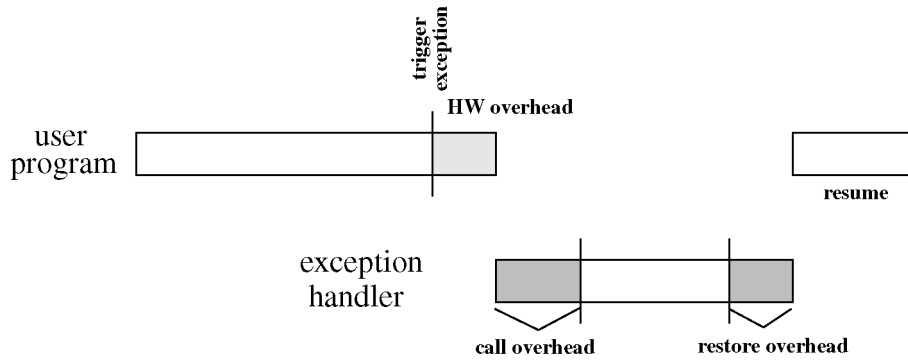 trigger
exception
HW overhead
user
program
resume
exception
handler
call overhead
restore overhead